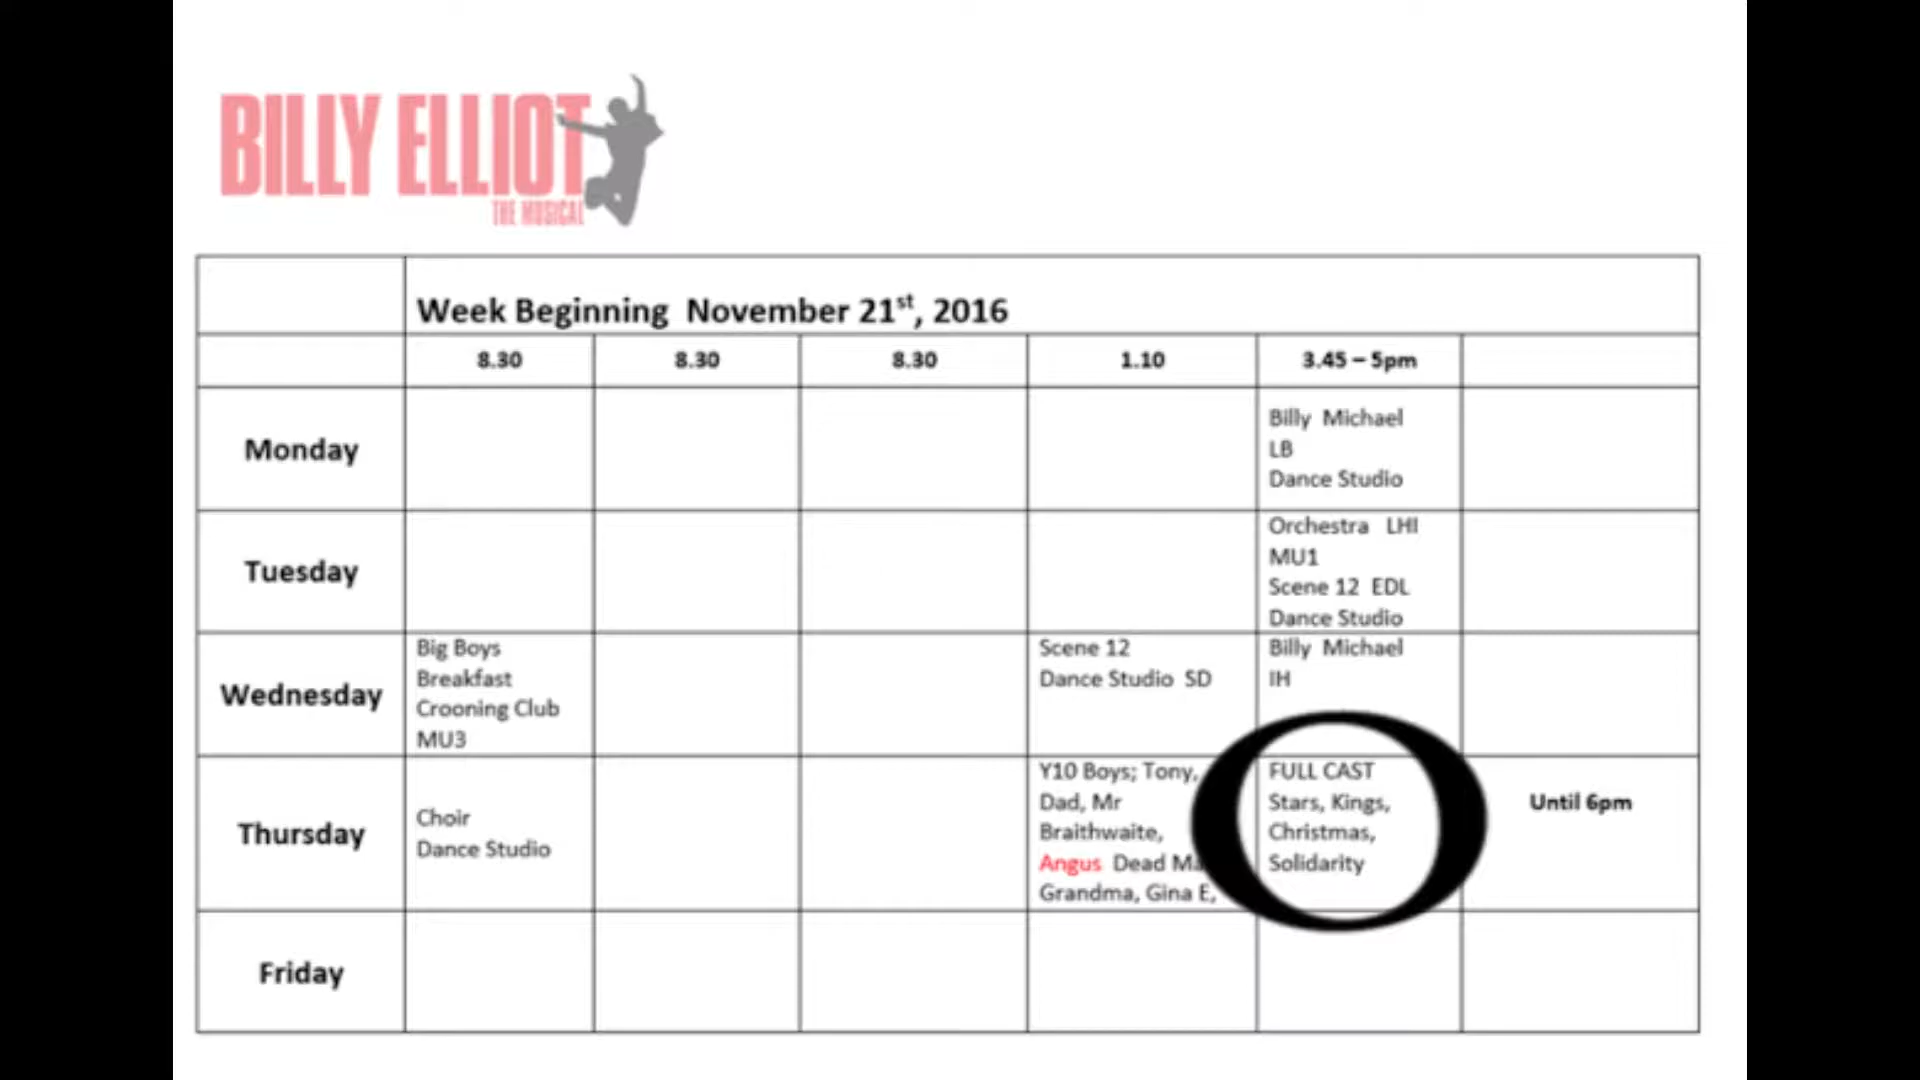 BILLY ELLIOT
THE MUSICAL
Week Beginning November 21st, 2016
8.30 8.30 8.30 1.10 3.45 – 5pm
Monday
Billy Michael
LB
Dance Studio
Tuesday
Orchestra LHI
MU1
Scene 12 EDL
Dance Studio
Wednesday
Big Boys
Breakfast
Crooning Club
MU3
Scene 12
Dance Studio SD
Billy Michael
IH
Thursday
Choir
Dance Studio
Y10 Boys; Tony,
Dad, Mr
Braithwaite,
Angus Dead
Grandma, Gina E,
FULL CAST
Stars, Kings,
Christmas,
Solidarity
Until 6pm
Friday